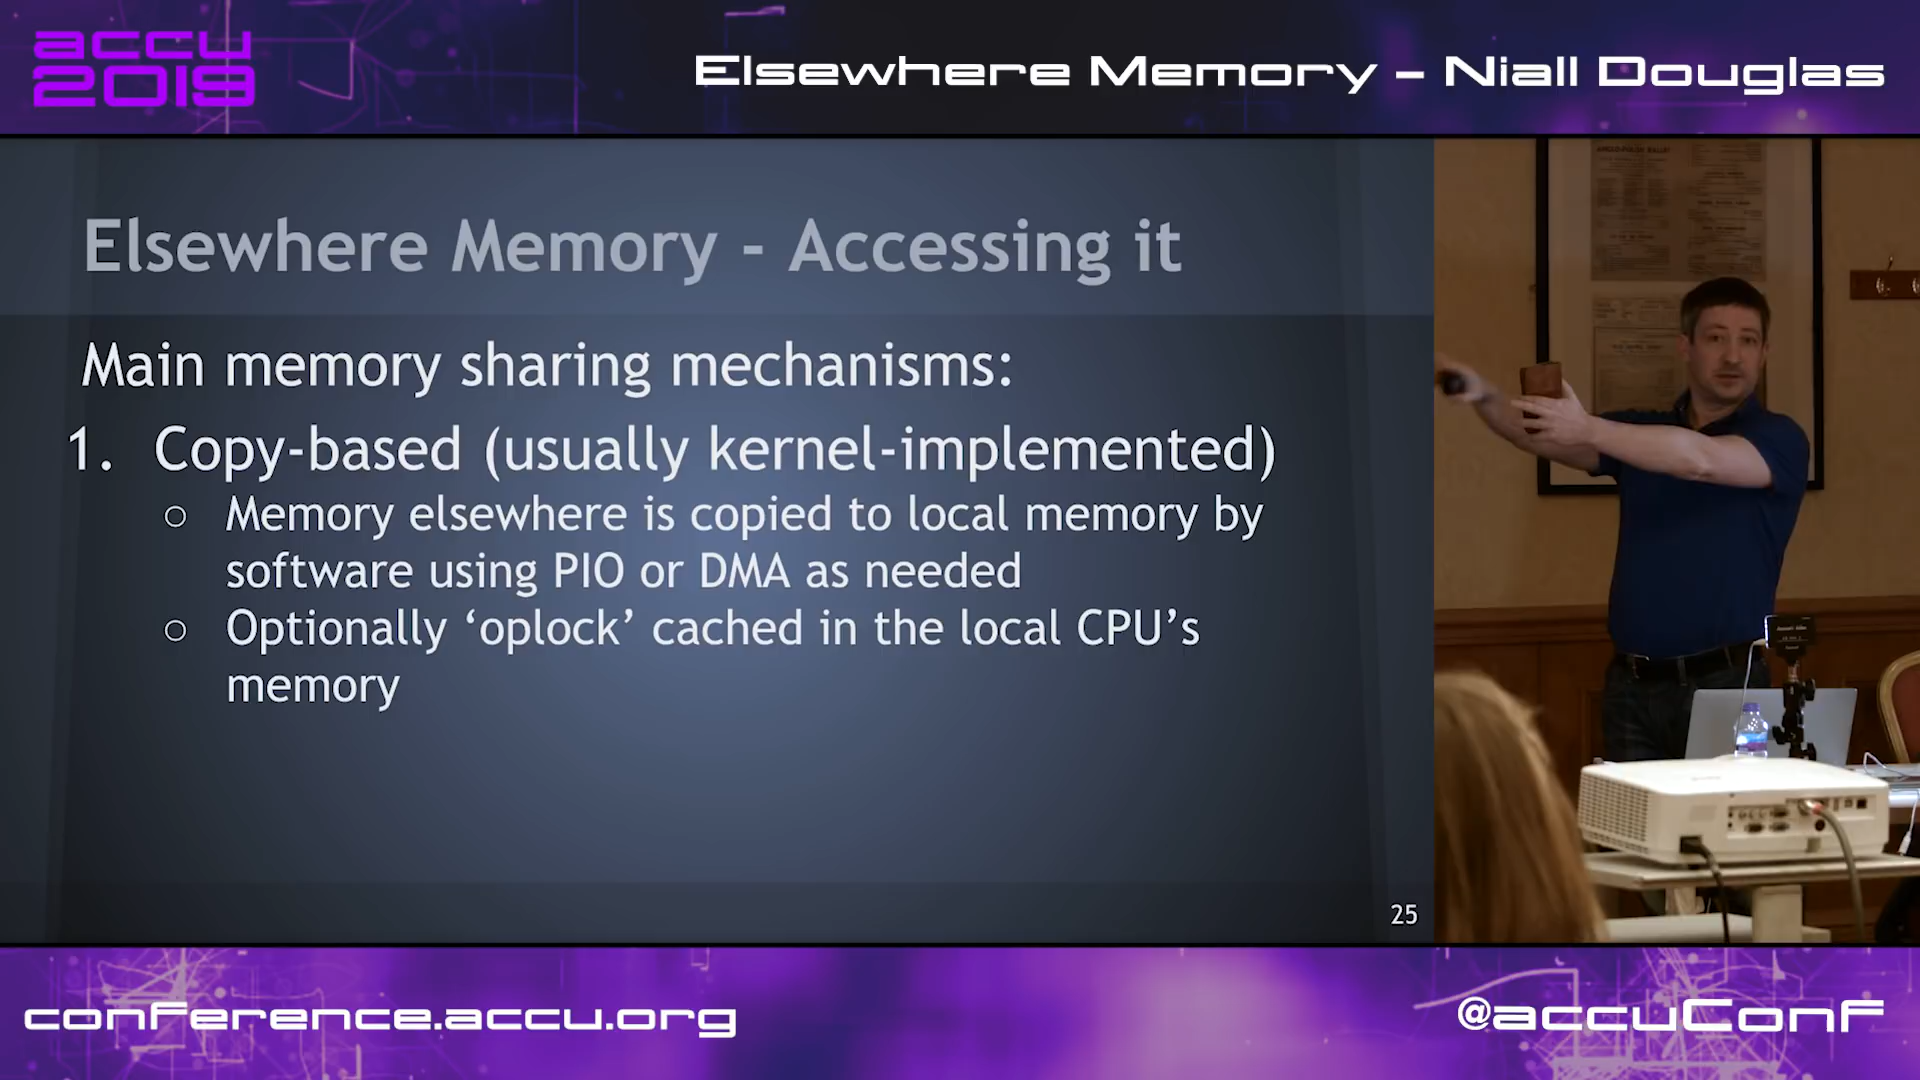 accu
2019
Elsewhere Memory – Niall Douglas
Elsewhere Memory - Accessing it
Main memory sharing mechanisms:
1. Copy-based (usually kernel-implemented)
○ Memory elsewhere is copied to local memory by
software using PIO or DMA as needed
○ Optionally ‘oplock’ cached in the local CPU’s
memory
25
conference.accu.org
@accuConf